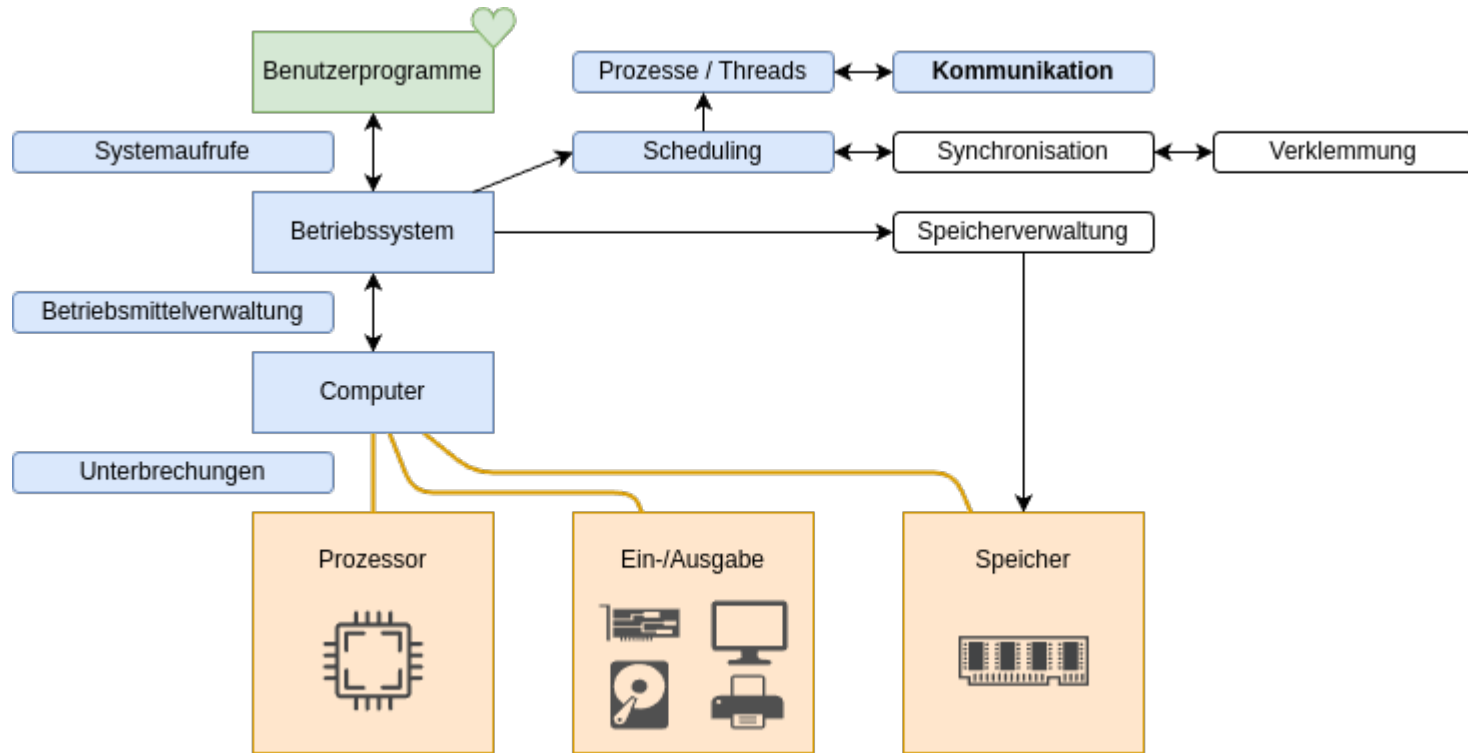 Benutzerprogramme
Prozesse / Threads
Kommunikation
Systemaufrufe
Scheduling
Synchronisation
Verklemmung
Betriebssystem
Speicherverwaltung
Betriebsmittelverwaltung
Computer
Unterbrechungen
Prozessor
Ein-/Ausgabe
Speicher